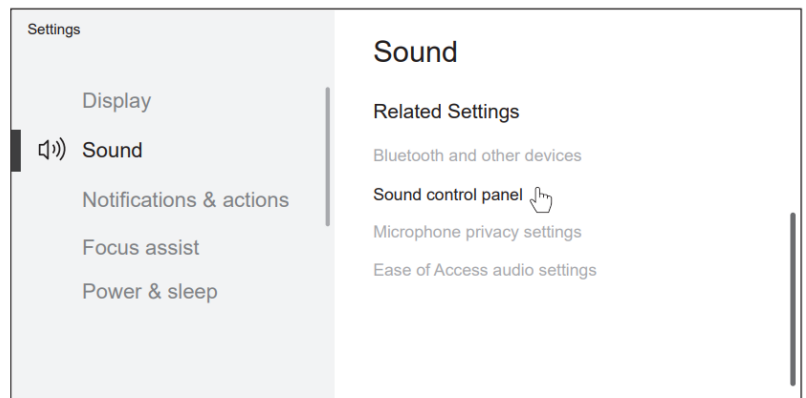 Settings
Display
Sound
Notifications & actions
Focus assist
Power & sleep
Sound
Related Settings
Bluetooth and other devices
Sound control panel
Microphone privacy settings
Ease of Access audio settings